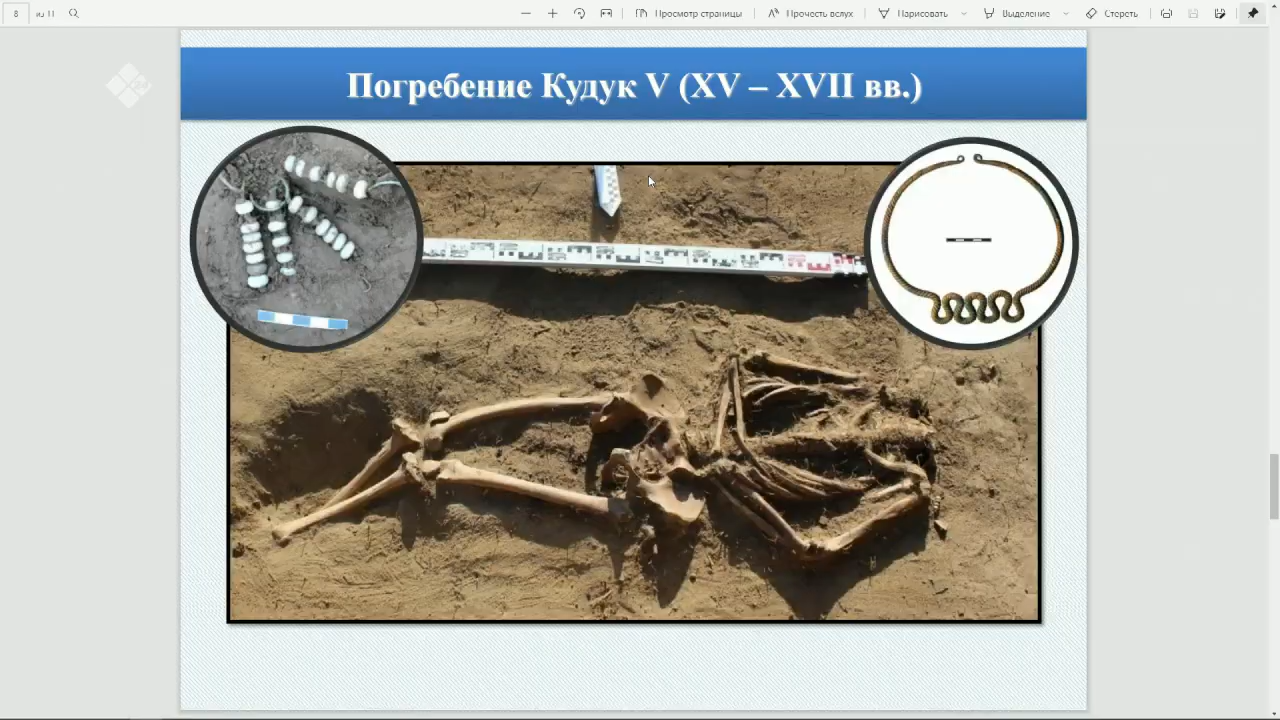 8 из 11 Просмотр страницы Прочесть вслух Нарисовать Выделение Стереть
Погребение Кудук V (XV – XVII вв.)